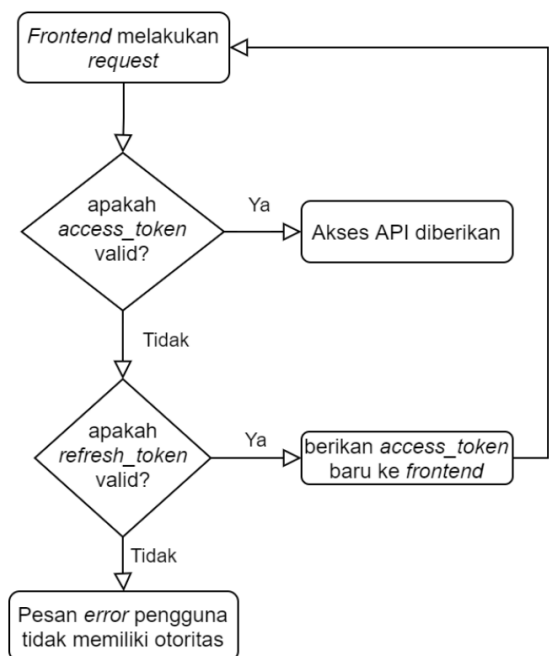 Frontend melakukan
request
apakah
access_token
valid?
Ya
Akses API diberikan
Tidak
apakah
refresh_token
valid?
Ya
berikan access_token
baru ke frontend
Tidak
Pesan error pengguna
tidak memiliki otoritas